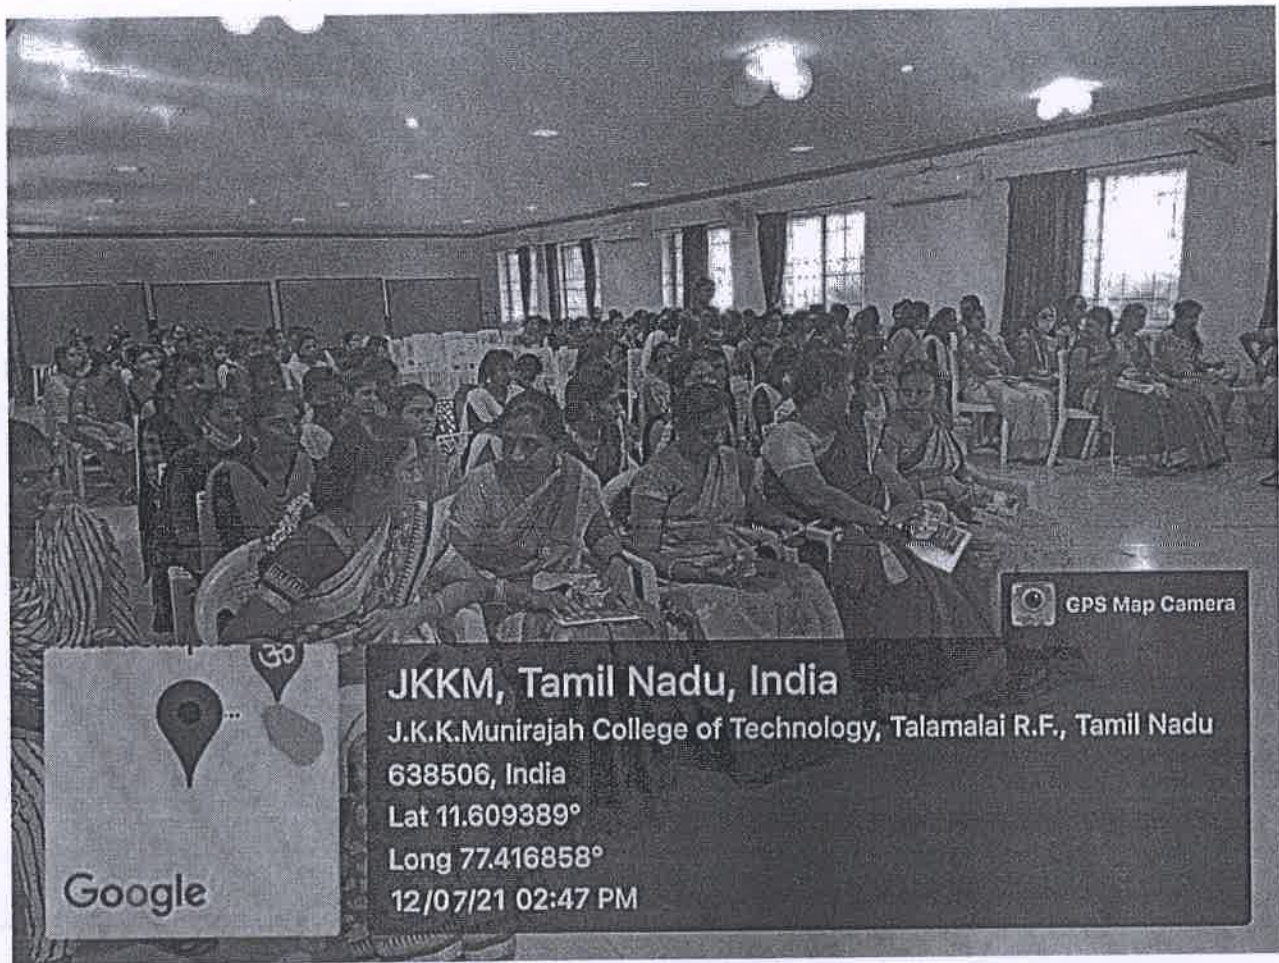 GPS Map Camera
ॐ
JKKM, Tamil Nadu, India
J.K.K.Munirajah College of Technology, Talamalai R.F., Tamil Nadu
638506, India
Lat 11.609389°
Long 77.416858°
12/07/21 02:47 PM
Google